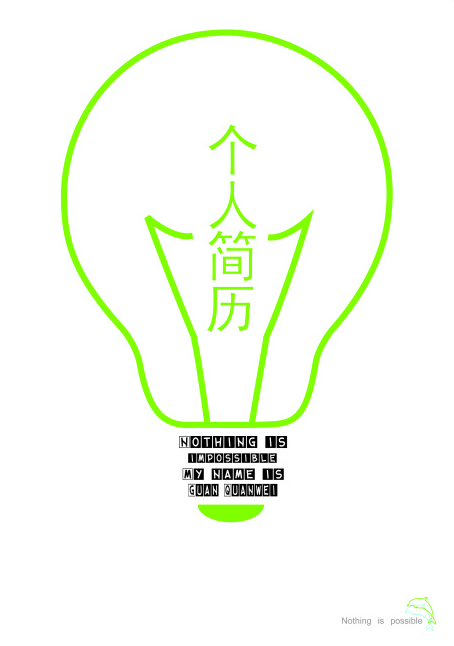 个
人
简
历
NOTHING IS
IMPOSSIBLE
MY NAME IS
GUAN QUANWEI
Nothing is possible